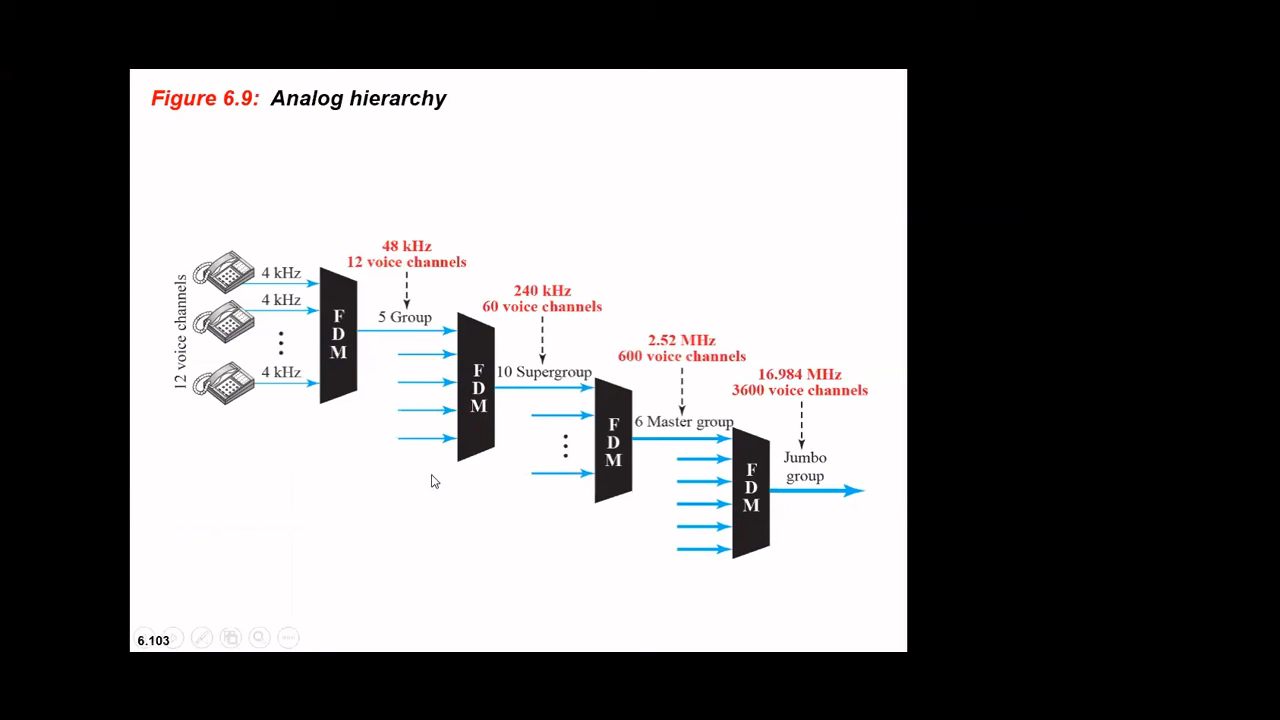 Figure 6.9: Analog hierarchy
12 voice channels
4 kHz
4 kHz
4 kHz
F
D
M
48 kHz
12 voice channels
5 Group
F
D
M
240 kHz
60 voice channels
10 Supergroup
F
D
M
2.52 MHz
600 voice channels
6 Master group
F
D
M
16.984 MHz
3600 voice channels
Jumbo
group
6.103